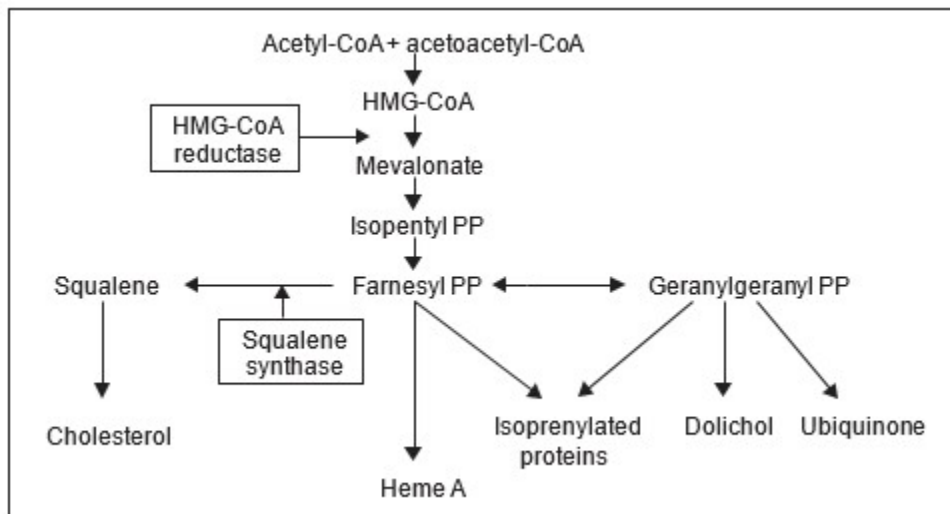 Acetyl-CoA + acetoacetyl-CoA
HMG-CoA
HMG-CoA
reductase
Mevalonate
Isopentyl PP
Squalene
Farnesyl PP
Geranylgeranyl PP
Squalene
synthase
Cholesterol
Isoprenylated
proteins
Dolichol
Ubiquinone
Heme A